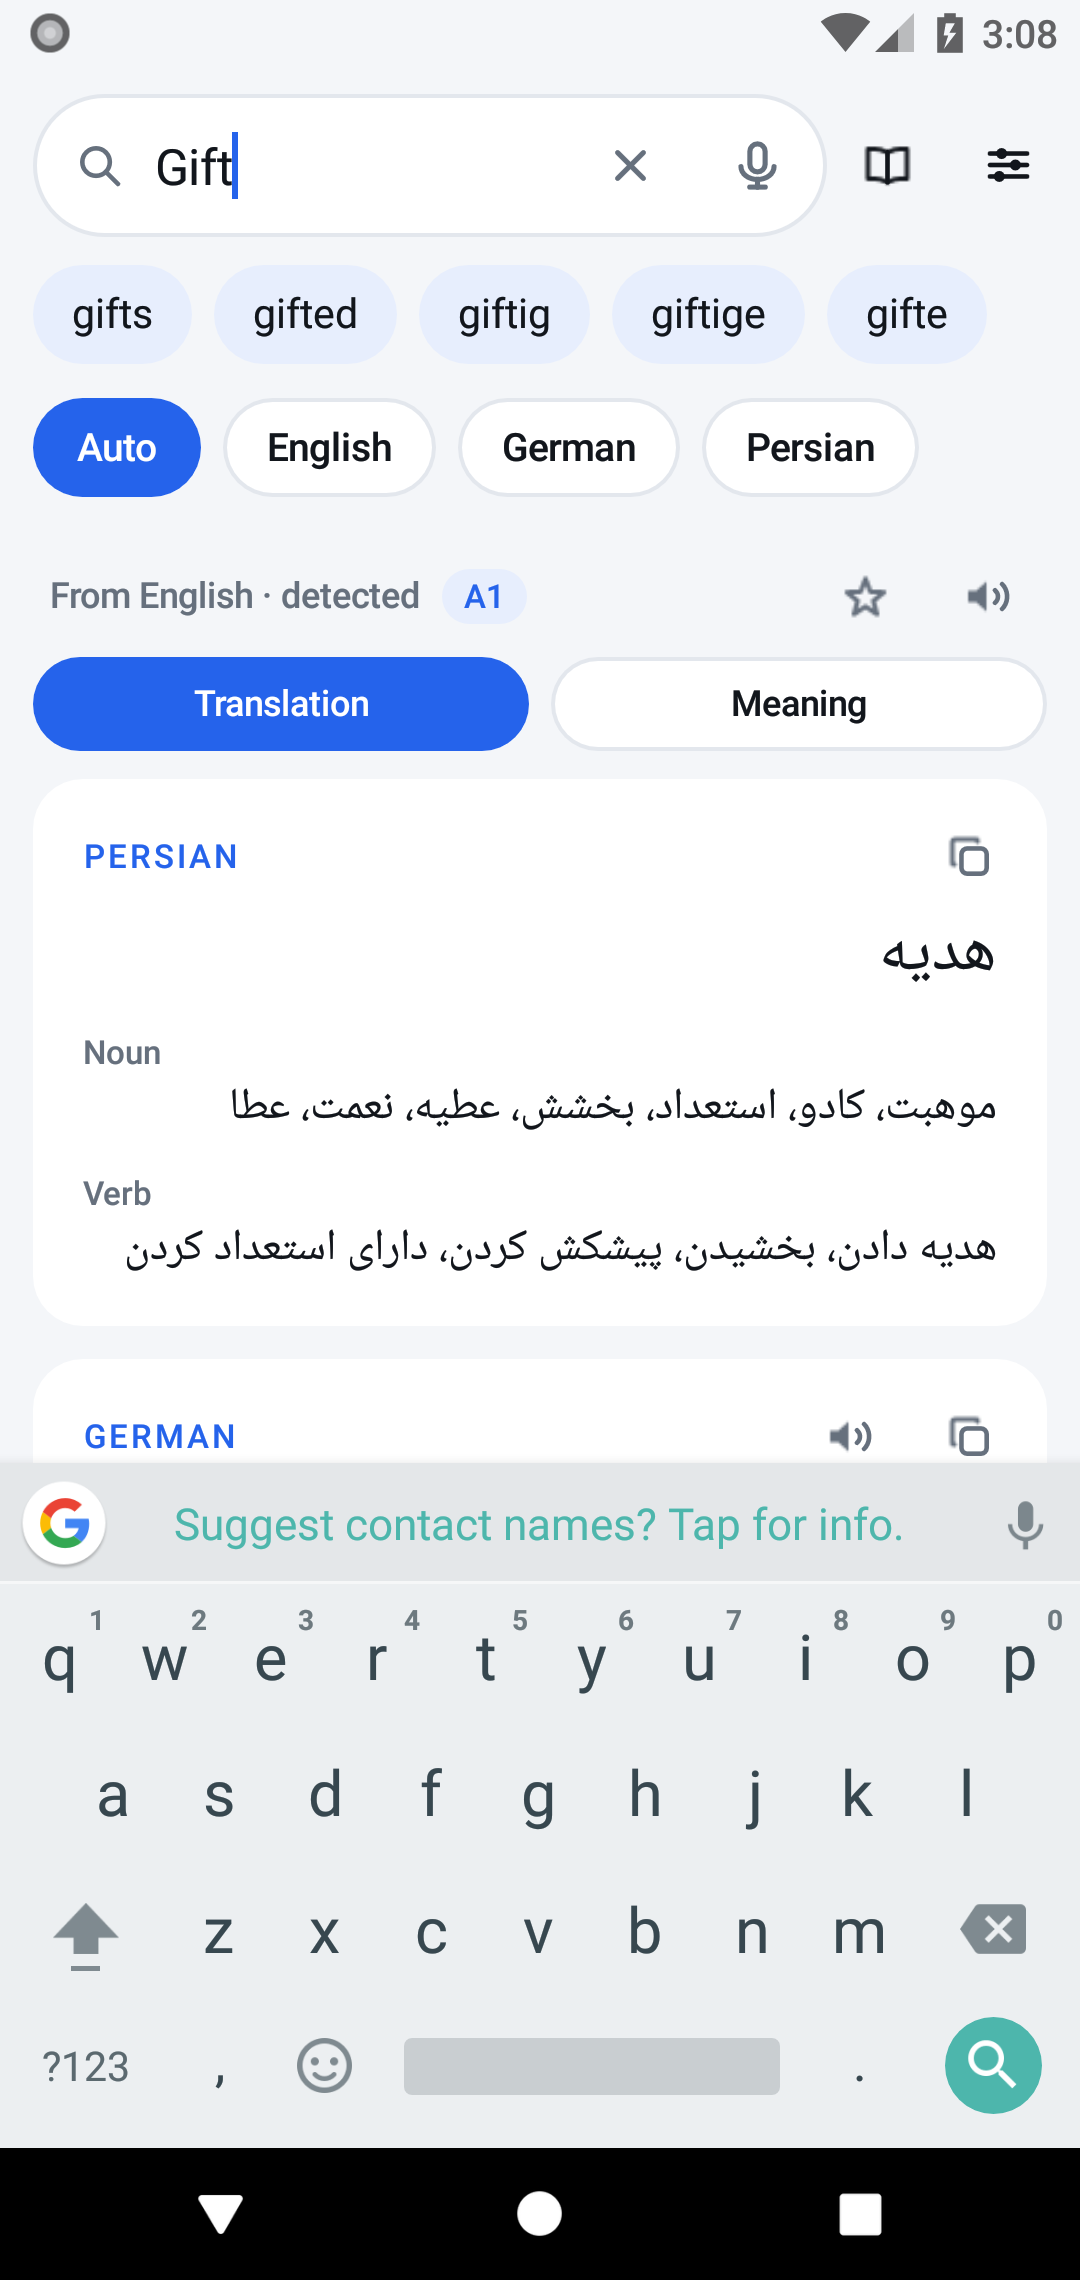 3:08
Gift
gifts gifted giftig giftige gifte
Auto English German Persian
From English · detected A1
Translation Meaning
PERSIAN
هدیه
Noun
موهبت، کادو، استعداد، بخشش، عطیه، نعمت، عطا
Verb
هدیه دادن، بخشیدن، پیشکش کردن، دارای استعداد کردن
GERMAN
Suggest contact names? Tap for info.
1 2 3 4 5 6 7 8 9 0
q w e r t y u i o p
a s d f g h j k l
z x c v b n m
?123 , .